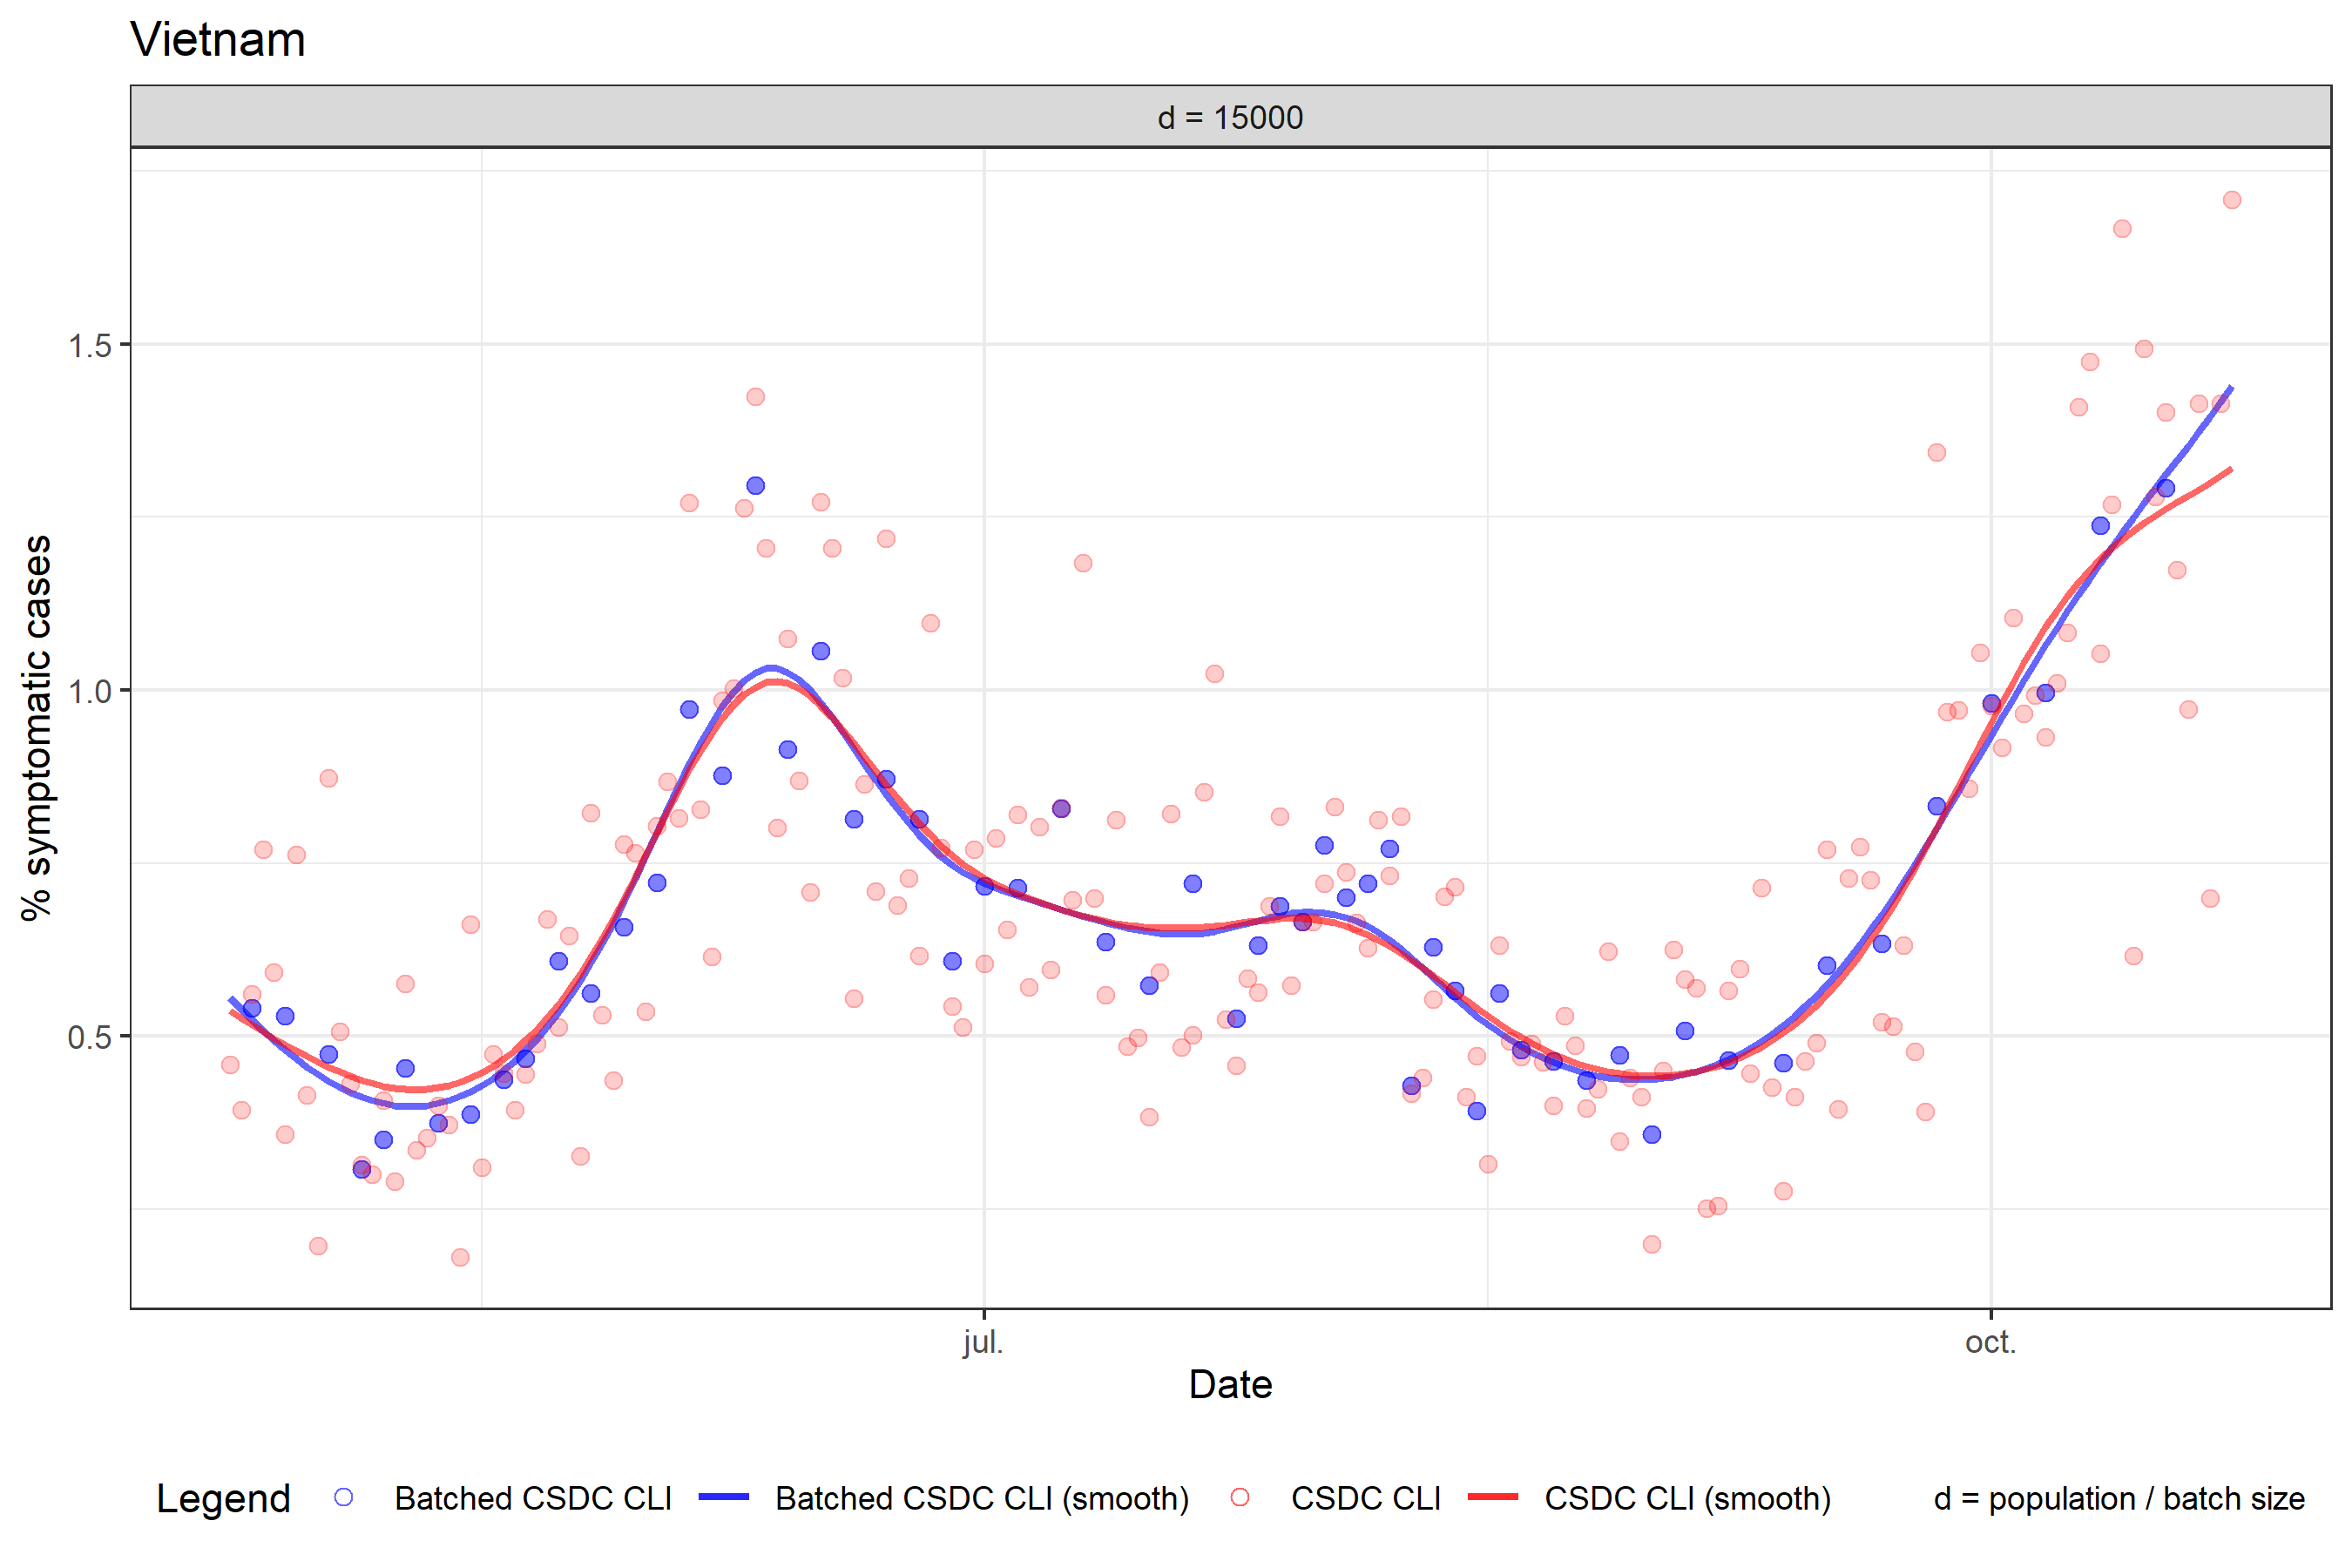 Vietnam
d = 15000
% symptomatic cases
1.5
1.0
0.5
jul.
oct.
Date
Legend
Batched CSDC CLI
Batched CSDC CLI (smooth)
CSDC CLI
CSDC CLI (smooth)
d = population / batch size